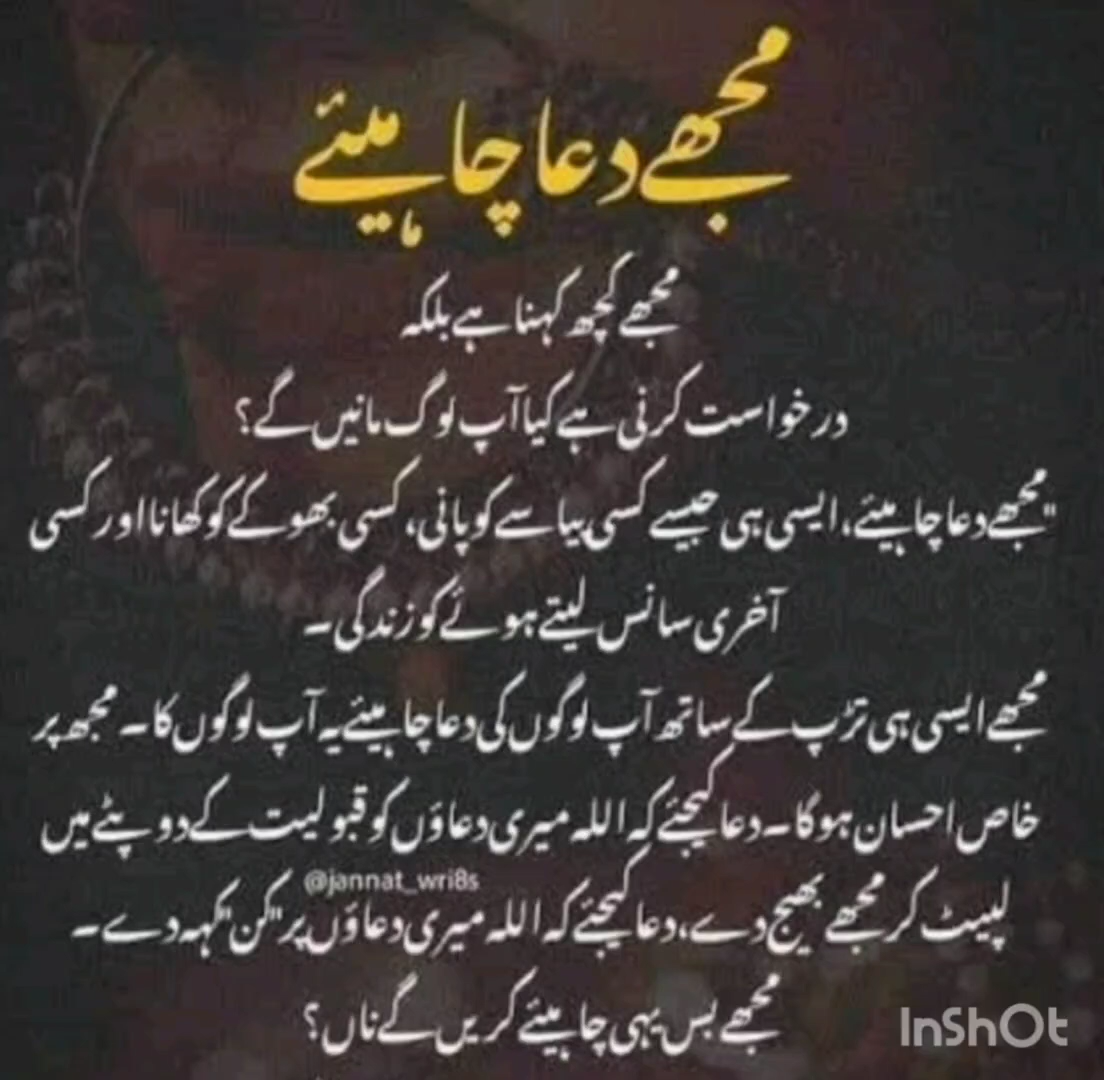 مجھے دعا چاہیئے
مجھے کچھ کہنا ہے بلکہ
درخواست کرنی ہے کیا آپ لوگ مانیں گے؟
"مجھے دعا چاہیئے، ایسی ہی جیسے کسی پیاسے کو پانی، کسی بھوکے کو کھانا اور کسی
آخری سانس لیتے ہوئے کو زندگی۔
مجھے ایسی ہی تڑپ کے ساتھ آپ لوگوں کی دعا چاہیئے یہ آپ لوگوں کا۔ مجھ پر
خاص احسان ہوگا۔ دعا کیجئے کہ اللہ میری دعاؤں کو قبولیت کے دوپٹے میں
@jannat_wri8s
لپیٹ کر مجھے بھیج دے، دعا کیجئے کہ اللہ میری دعاؤں پر "کن" کہہ دے۔
مجھے بس یہی چاہیئے کریں گے ناں؟
InShOt